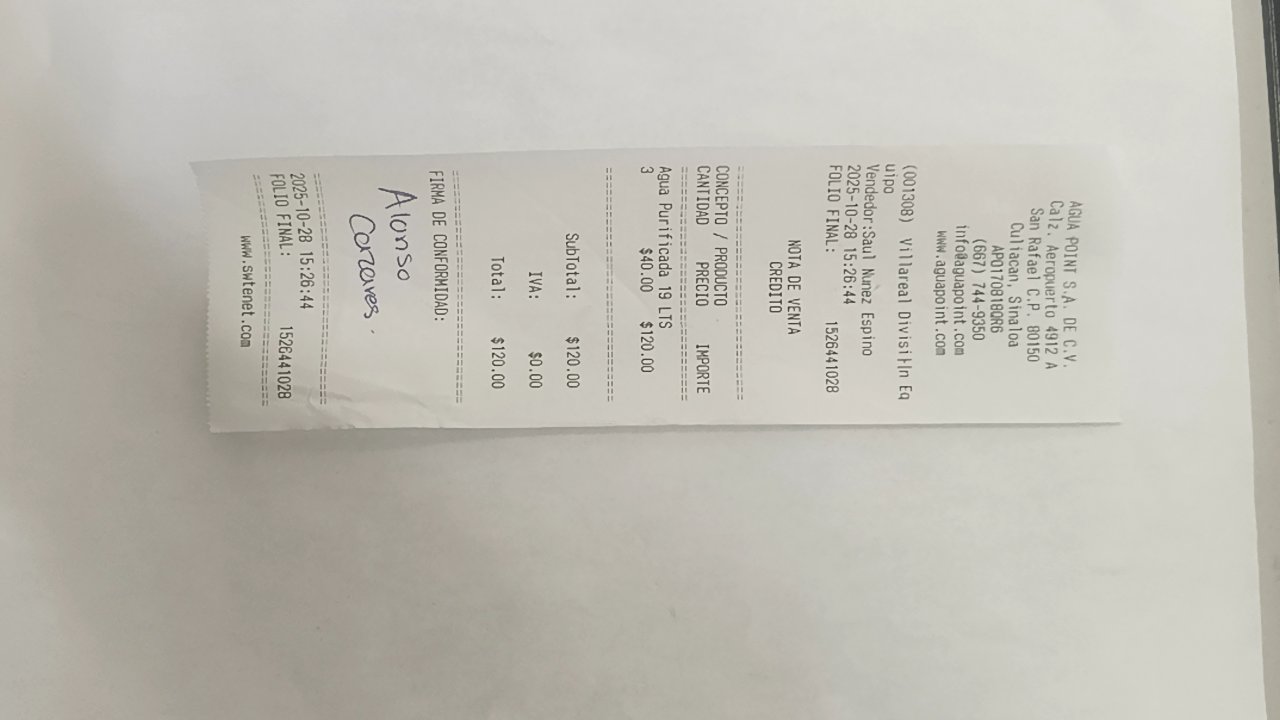 AGUA POINT S.A. DE C.V.
Calz. Aeropuerto 4912 A
San Rafael C.P. 80150
Culiacan, Sinaloa
APO170918QR6
(667) 744-9350
info@aguapoint.com
www.aguapoint.com
(001308) Villareal Divisi├ln Eq
uipo
Vendedor:Saul Nunez Espino
2025-10-28 15:26:44
FOLIO FINAL: 1526441028
NOTA DE VENTA
CREDITO
==============================
CONCEPTO / PRODUCTO
CANTIDAD PRECIO IMPORTE
==============================
Agua Purificada 19 LTS
3 $40.00 $120.00
==============================
SubTotal: $120.00
IVA: $0.00
Total: $120.00
==============================
FIRMA DE CONFORMIDAD:
Alonso
==============================
2025-10-28 15:26:44
FOLIO FINAL: 1526441028
==============================
www.swtenet.com